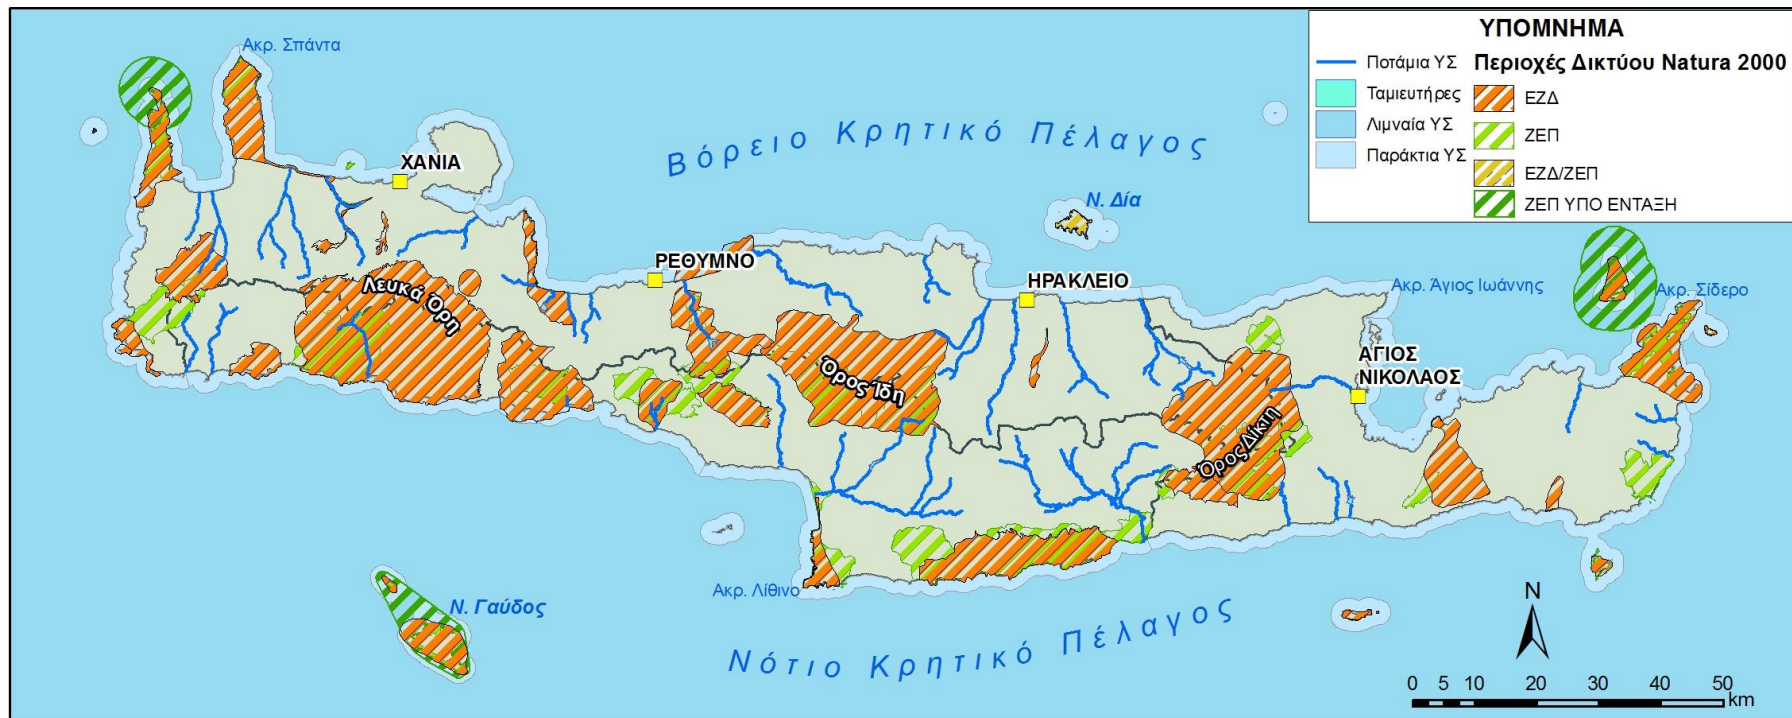 ΥΠΟΜΝΗΜΑ
Ποτάμια ΥΣ
Περιοχές Δικτύου Natura 2000
Ταμιευτήρες
ΕΖΔ
Λιμναία ΥΣ
ΖΕΠ
Παράκτια ΥΣ
ΕΖΔ/ΖΕΠ
ΖΕΠ ΥΠΟ ΕΝΤΑΞΗ
Ακρ. Σπάντα
Βόρειο Κρητικό Πέλαγος
ΧΑΝΙΑ
Ν. Δία
ΡΕΘΥΜΝΟ
ΗΡΑΚΛΕΙΟ
Ακρ. Άγιος Ιωάννης
Ακρ. Σίδερο
Λευκά Όρη
Όρος Ίδη
ΑΓΙΟΣ
ΝΙΚΟΛΑΟΣ
Όρος Δίκτη
Ακρ. Λίθινο
Ν. Γαύδος
Νότιο Κρητικό Πέλαγος
N
0 5 10 20 30 40 50
km